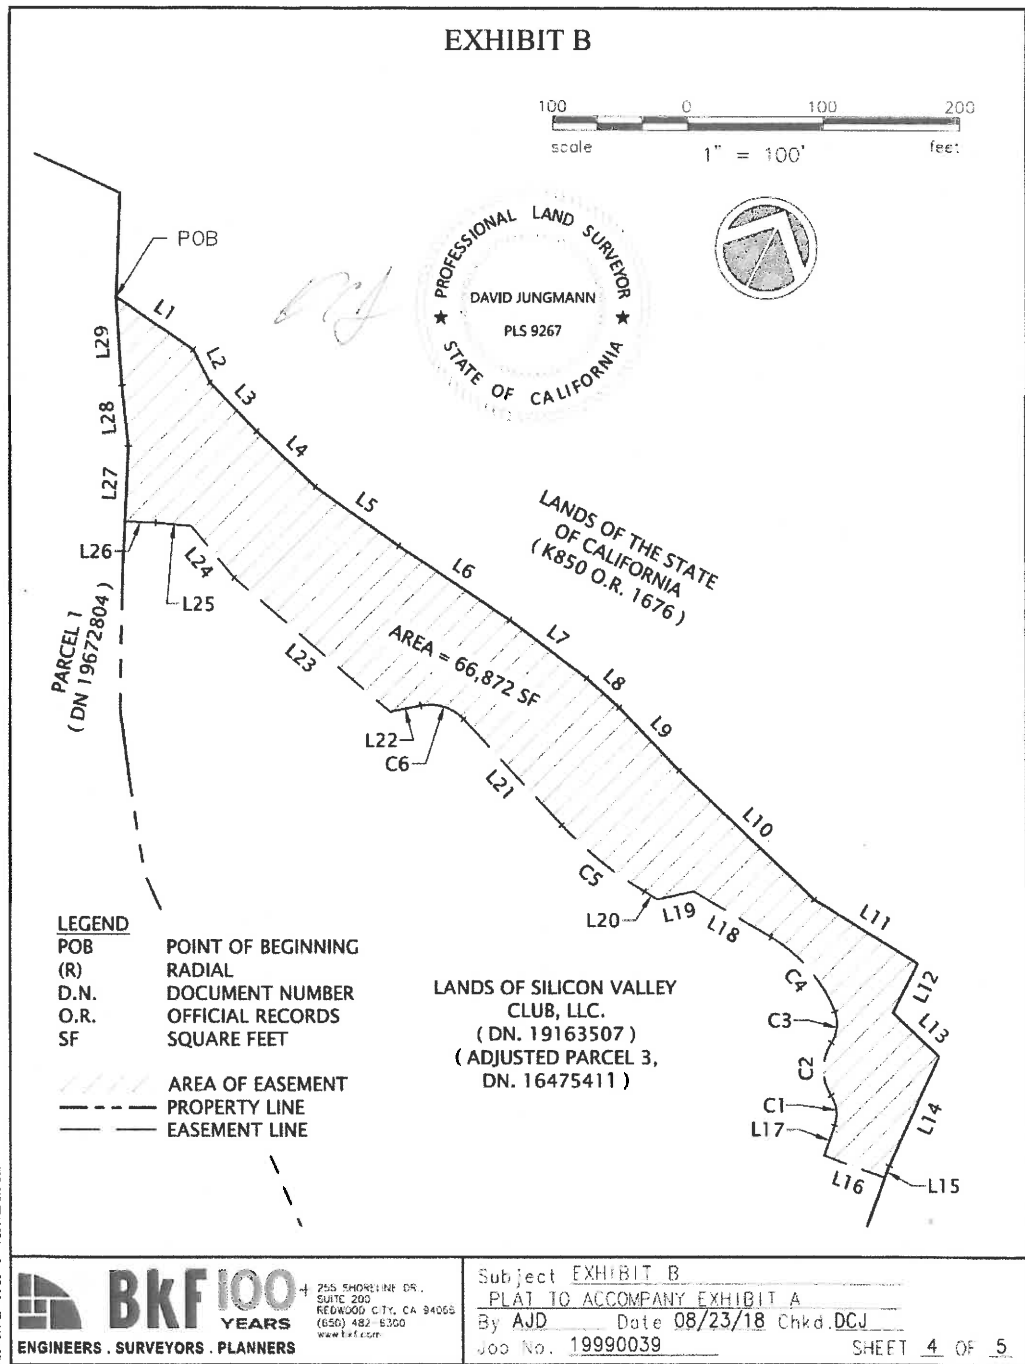 EXHIBIT B
100 0 100 200
scale 1" = 100' feet
POB
PROFESSIONAL LAND SURVEYOR
DAVID JUNGMANN
PLS 9267
STATE OF CALIFORNIA
L1
L29
L2
L3
L28
L4
L27
L5
LANDS OF THE STATE
OF CALIFORNIA
( K850 O.R. 1676 )
L26
L24
L25
L6
PARCEL 1
( DN 19672804 )
L23
AREA = 66,872 SF
L7
L8
L22
C6
L9
L21
L10
C5
L20
L19
L18
L11
C4
L12
LEGEND
POB POINT OF BEGINNING
(R) RADIAL
D.N. DOCUMENT NUMBER
O.R. OFFICIAL RECORDS
SF SQUARE FEET
AREA OF EASEMENT
PROPERTY LINE
EASEMENT LINE
LANDS OF SILICON VALLEY
CLUB, LLC.
( DN. 19163507 )
( ADJUSTED PARCEL 3,
DN. 16475411 )
C3
L13
C2
C1
L14
L17
L16
L15
BKF 100+
YEARS
ENGINEERS . SURVEYORS . PLANNERS
255 SHORELINE DR.,
SUITE 200
REDWOOD CITY, CA 94065
(650) 482-6300
www.bkf.com
Subject EXHIBIT B
PLAT TO ACCOMPANY EXHIBIT A
By AJD Date 08/23/18 Chkd.DCJ
Job No. 19990039 SHEET 4 OF 5